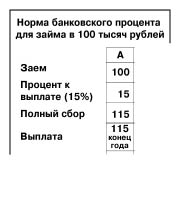 Норма банковского процента
для займа в 100 тысяч рублей
А
Заем 100
Процент к
выплате (15%) 15
Полный сбор 115
Выплата 115
конец
года